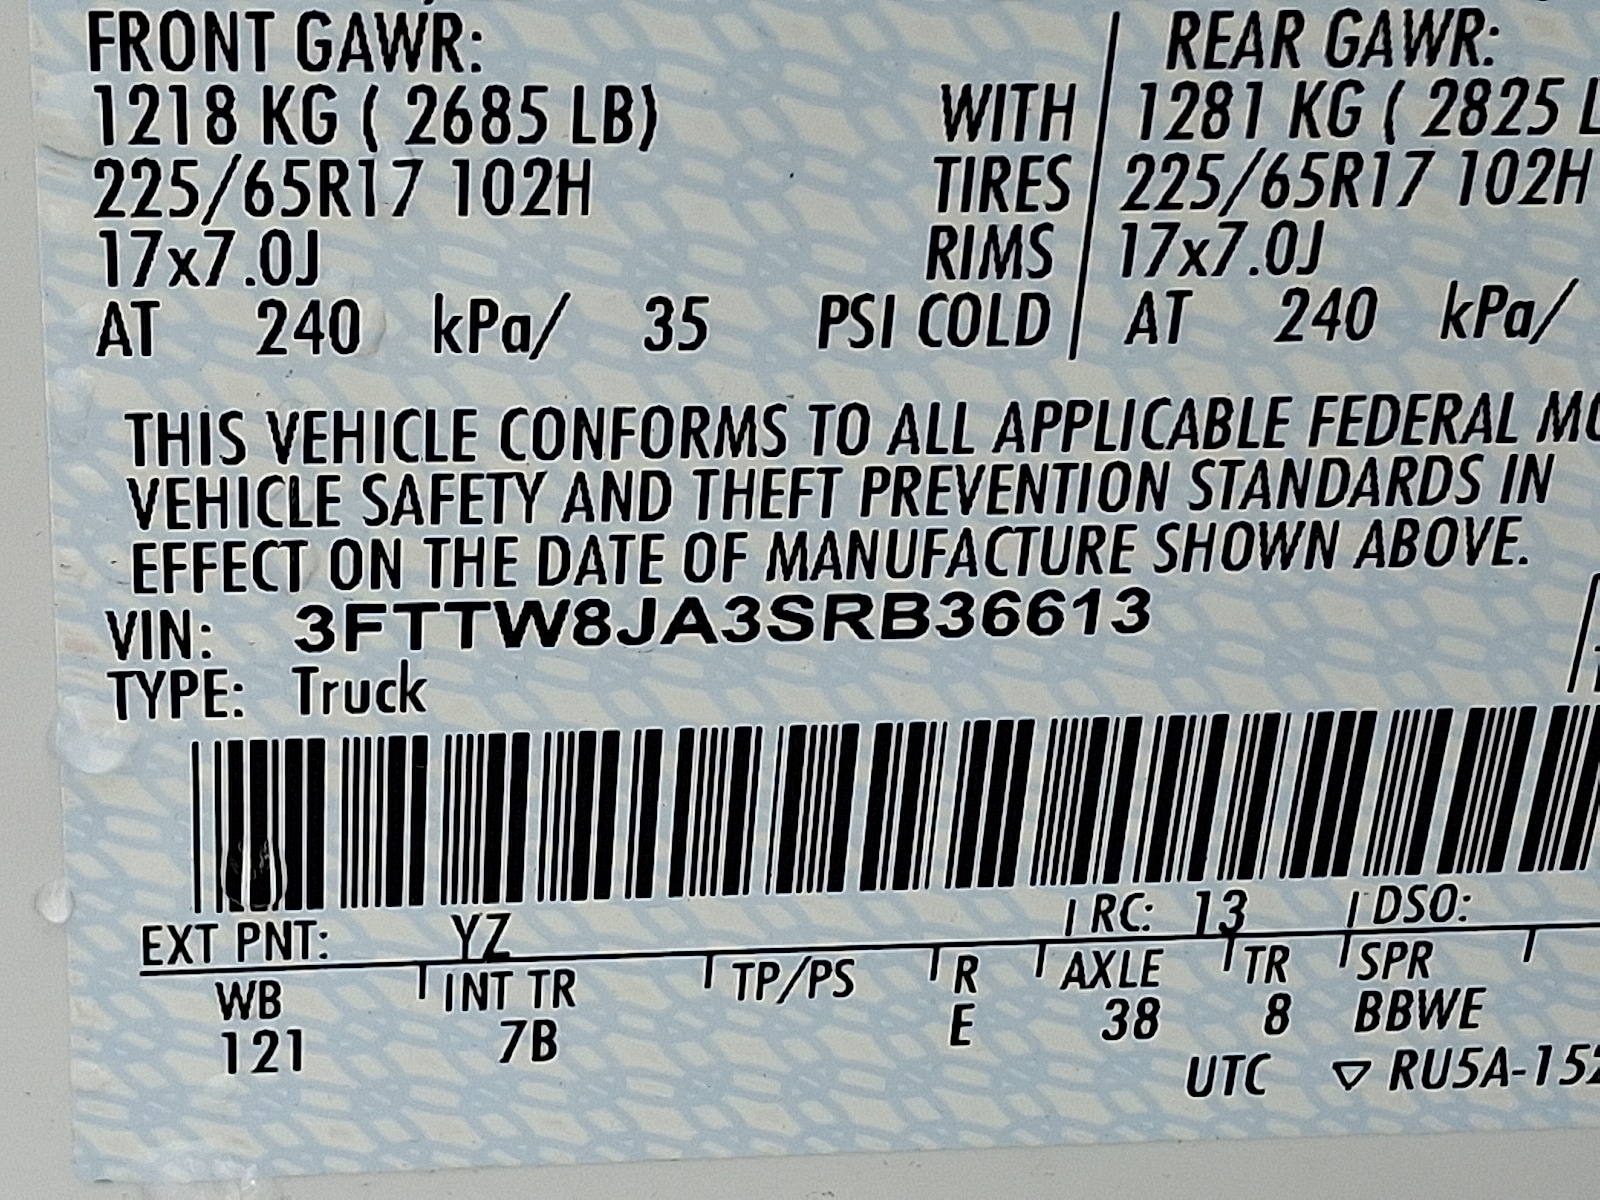 FRONT GAWR: REAR GAWR:
1218 KG ( 2685 LB) WITH 1281 KG ( 2825 L
225/65R17 102H TIRES 225/65R17 102H
17x7.0J RIMS 17x7.0J
AT 240 kPa/ 35 PSI COLD AT 240 kPa/
THIS VEHICLE CONFORMS TO ALL APPLICABLE FEDERAL MO
VEHICLE SAFETY AND THEFT PREVENTION STANDARDS IN
EFFECT ON THE DATE OF MANUFACTURE SHOWN ABOVE.
VIN: 3FTTW8JA3SRB36613
TYPE: Truck
EXT PNT: YZ RC: 13 DSO:
WB INT TR TP/PS R AXLE TR SPR
121 7B E 38 8 BBWE
UTC ▽ RU5A-152